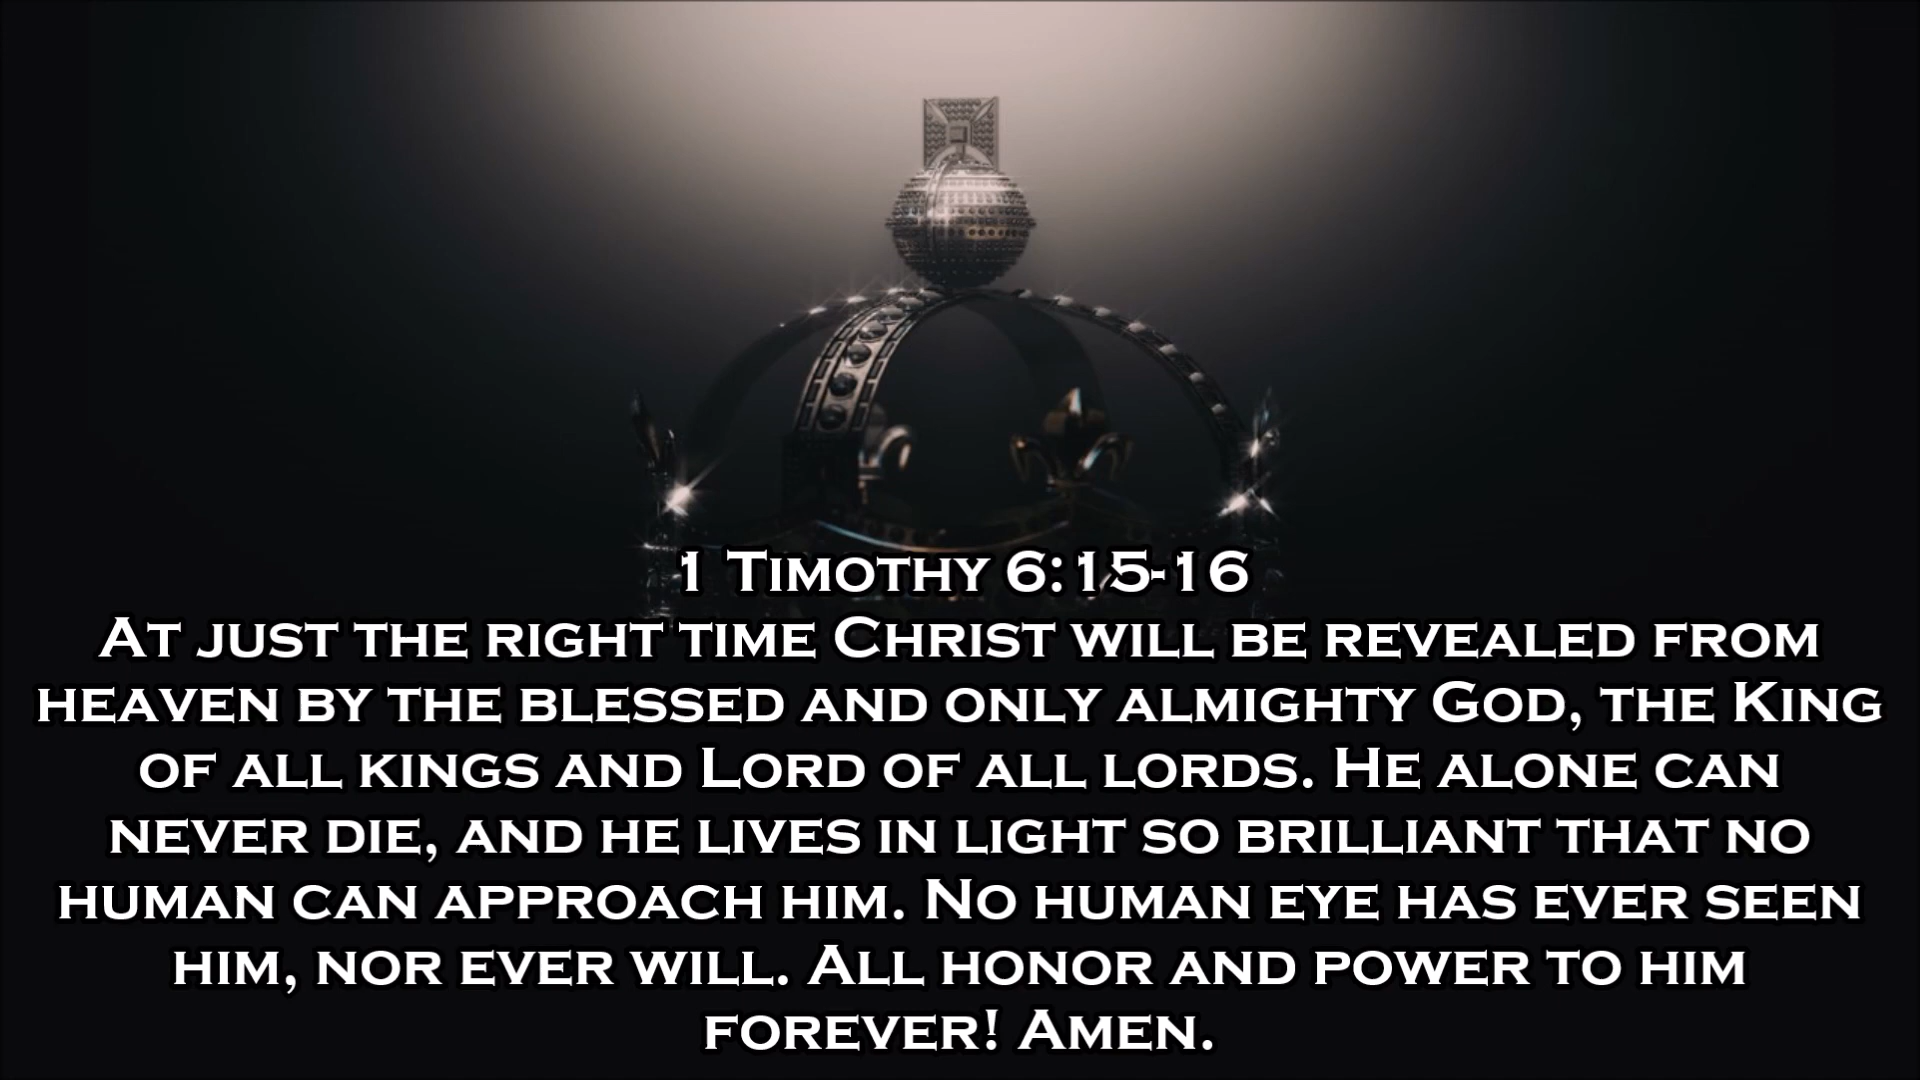 1 Timothy 6:15-16
At just the right time Christ will be revealed from
heaven by the blessed and only almighty God, the King
of all kings and Lord of all lords. He alone can
never die, and he lives in light so brilliant that no
human can approach him. No human eye has ever seen
him, nor ever will. All honor and power to him
forever! Amen.